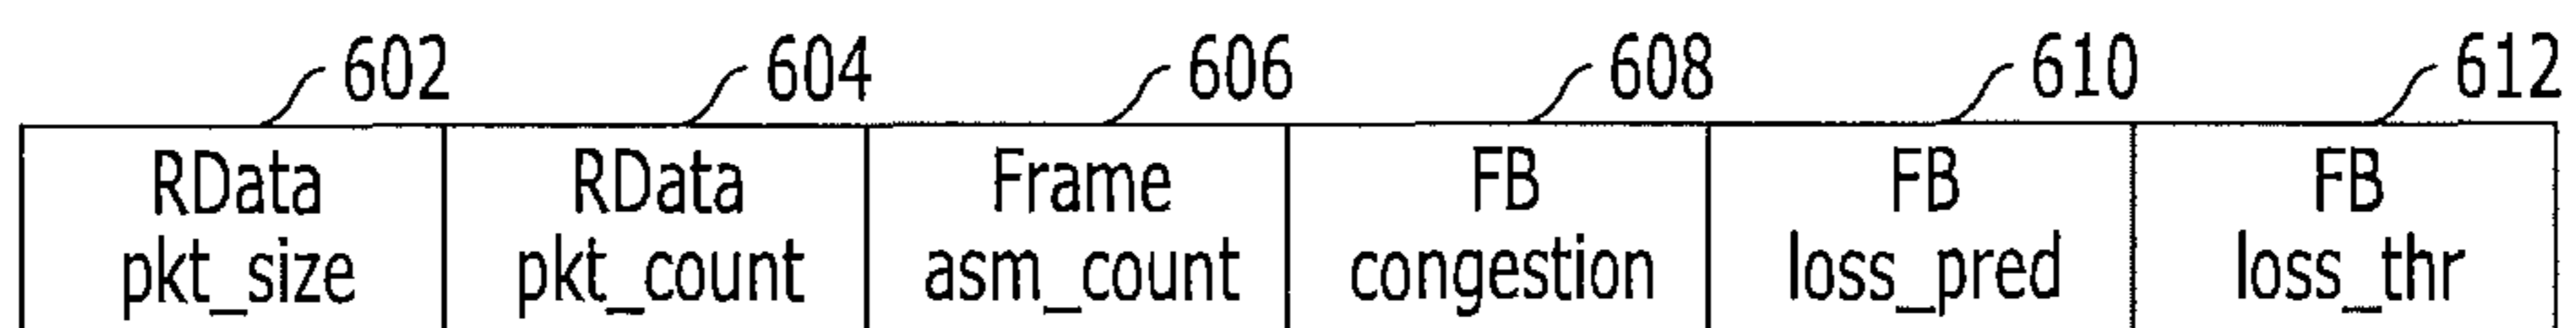 602 604 606 608 610 612
RData RData Frame FB FB FB
pkt_size pkt_count asm_count congestion loss_pred loss_thr